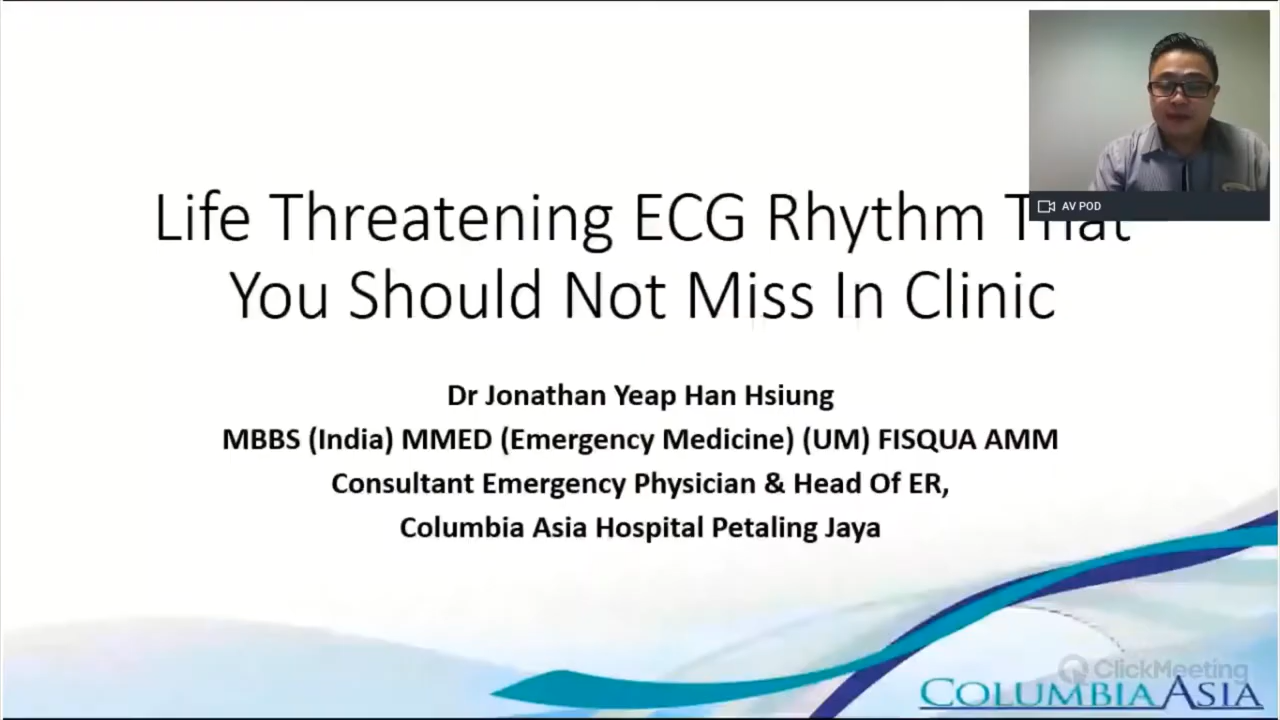 AV POD
Life Threatening ECG Rhythm That
You Should Not Miss In Clinic
Dr Jonathan Yeap Han Hsiung
MBBS (India) MMED (Emergency Medicine) (UM) FISQUA AMM
Consultant Emergency Physician & Head Of ER,
Columbia Asia Hospital Petaling Jaya
ClickMeeting
COLUMBIA ASIA